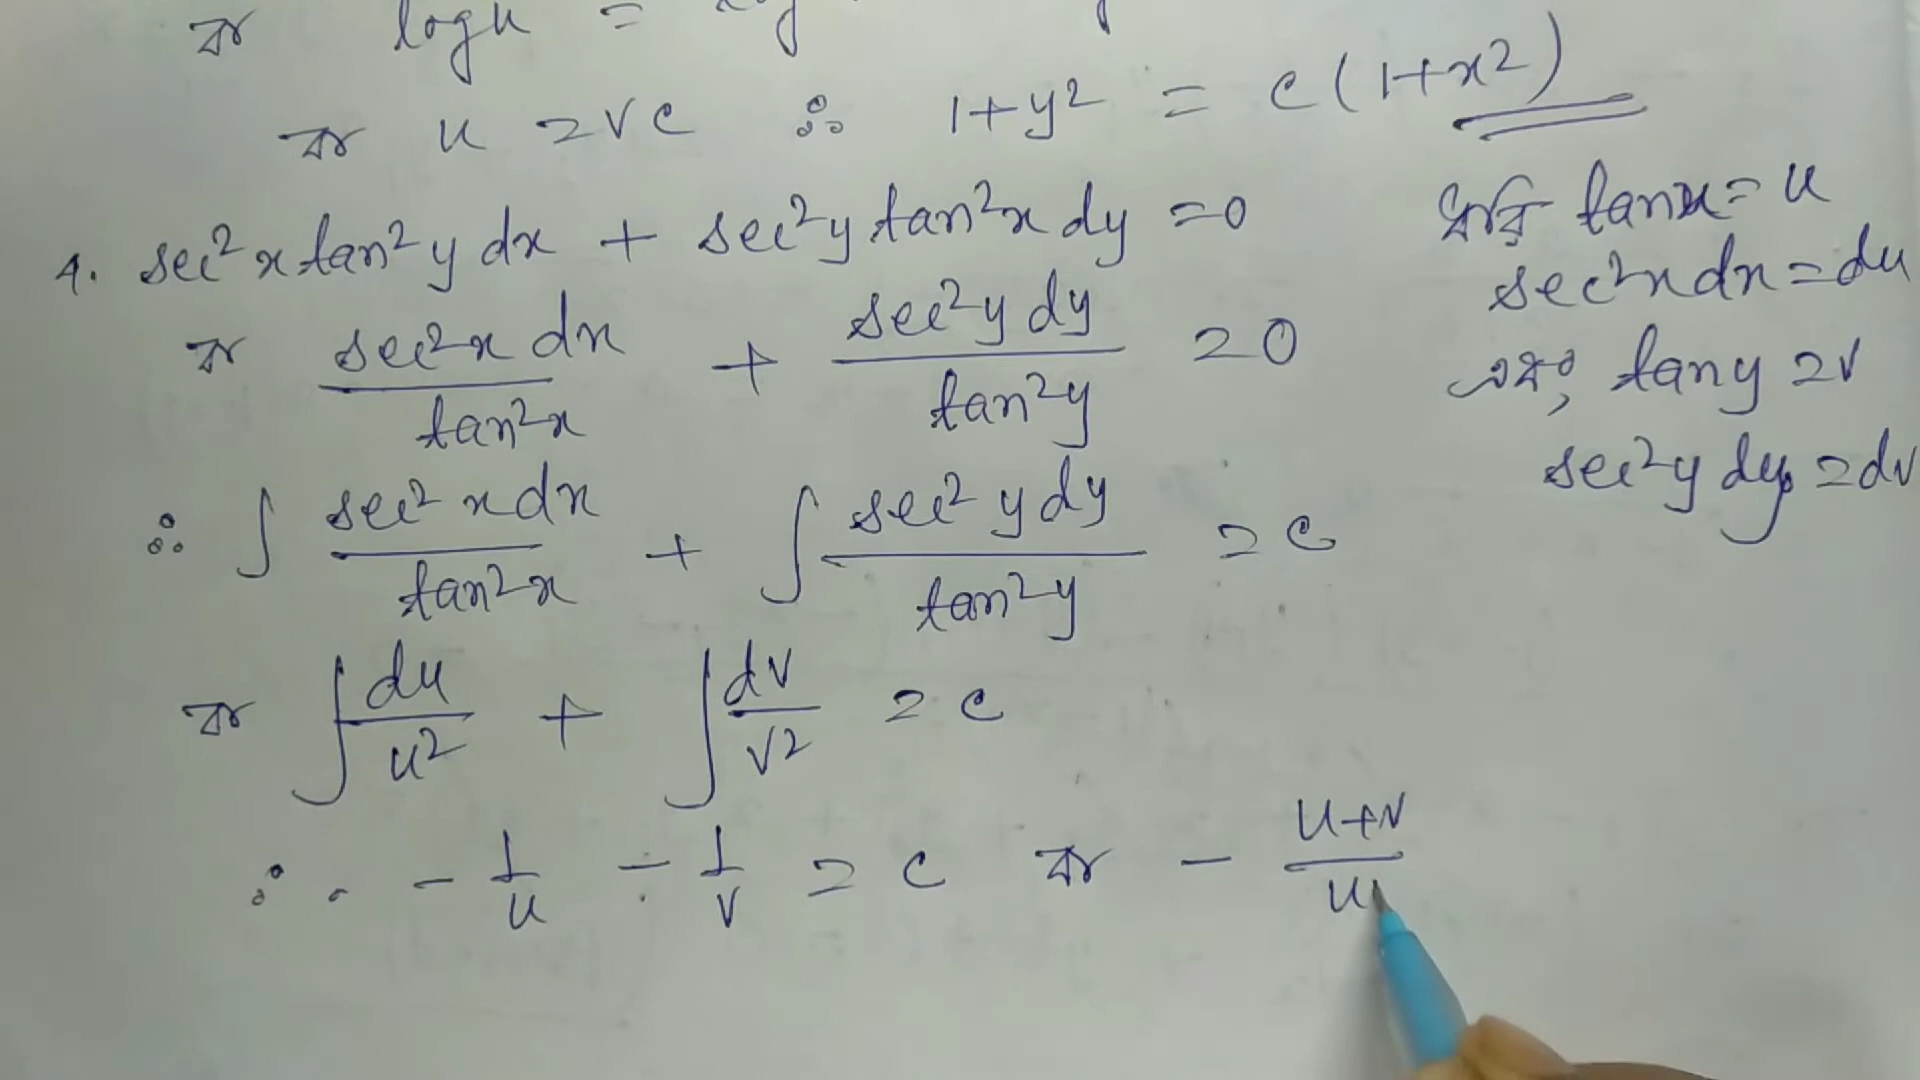 বা logu =
বা u = vc ∴ 1+y² = c(1+x²)
4. sec²x tan²y dx + sec²y tan²x dy = 0
বা sec²x dx / tan²x + sec²y dy / tan²y = 0
∴ ∫ sec²x dx / tan²x + ∫ sec²y dy / tan²y = c
বা ∫ du / u² + ∫ dv / v² = c
∴ - 1/u - 1/v = c বা - u+v / u
ধরি tanx = u
sec²x dx = du
এবং, tany = v
sec²y dy = dv